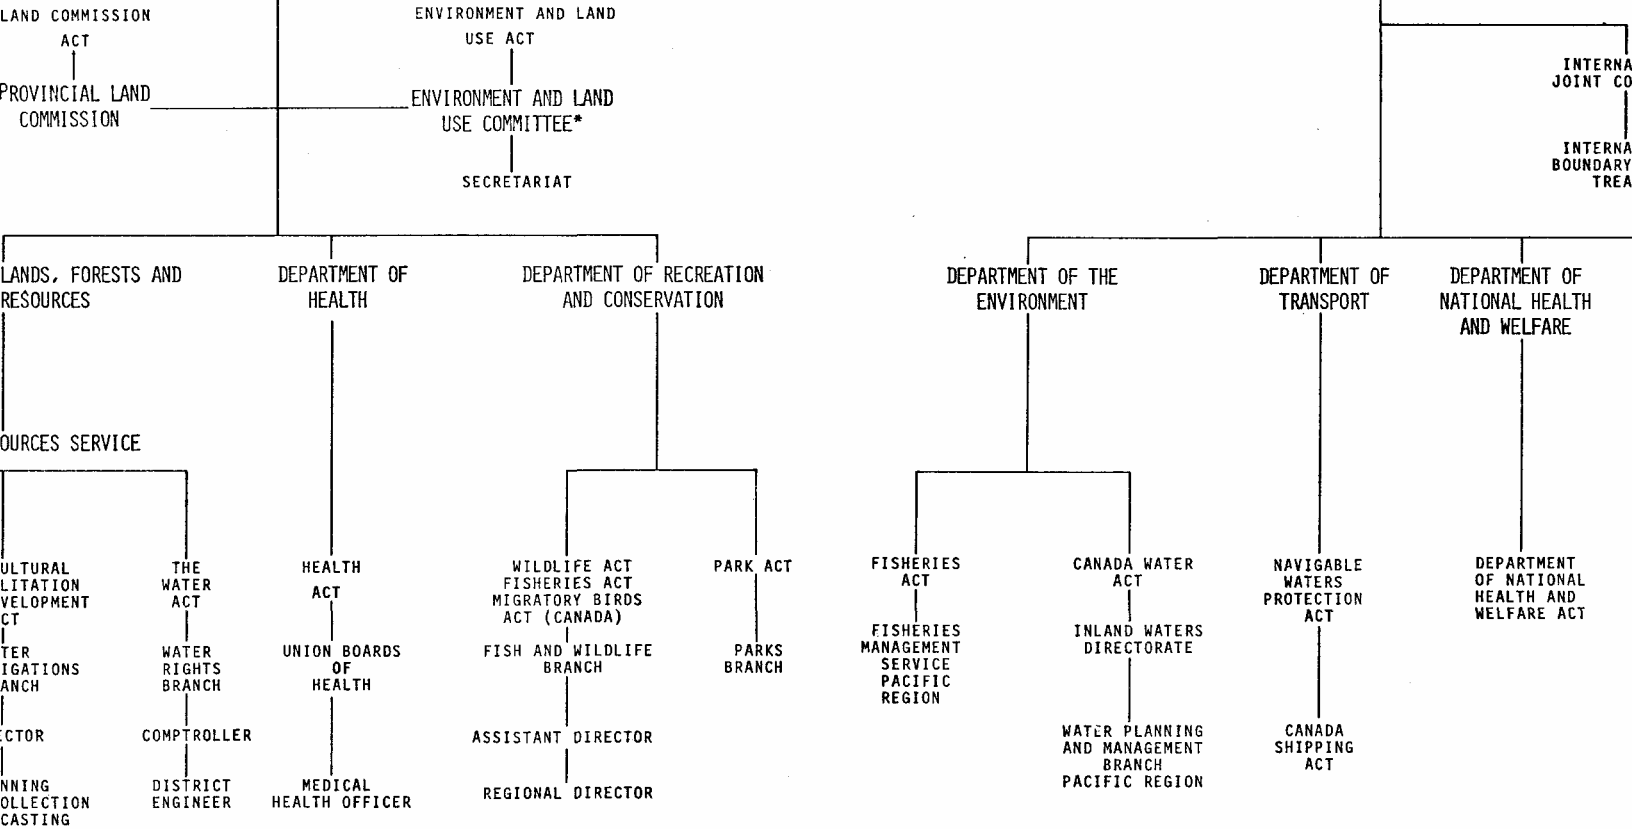 LAND COMMISSION
ACT
PROVINCIAL LAND
COMMISSION
ENVIRONMENT AND LAND
USE ACT
ENVIRONMENT AND LAND
USE COMMITTEE*
SECRETARIAT
INTERNA
JOINT CO
INTERNA
BOUNDARY
TREA
LANDS, FORESTS AND
RESOURCES
DEPARTMENT OF
HEALTH
DEPARTMENT OF RECREATION
AND CONSERVATION
DEPARTMENT OF THE
ENVIRONMENT
DEPARTMENT OF
TRANSPORT
DEPARTMENT OF
NATIONAL HEALTH
AND WELFARE
OURCES SERVICE
ULTURAL
LITATION
VELOPMENT
CT
TER
IGATIONS
ANCH
ECTOR
NNING
OLLECTION
CASTING
THE
WATER
ACT
WATER
RIGHTS
BRANCH
COMPTROLLER
DISTRICT
ENGINEER
HEALTH
ACT
UNION BOARDS
OF
HEALTH
MEDICAL
HEALTH OFFICER
WILDLIFE ACT
FISHERIES ACT
MIGRATORY BIRDS
ACT (CANADA)
FISH AND WILDLIFE
BRANCH
ASSISTANT DIRECTOR
REGIONAL DIRECTOR
PARK ACT
PARKS
BRANCH
FISHERIES
ACT
FISHERIES
MANAGEMENT
SERVICE
PACIFIC
REGION
CANADA WATER
ACT
INLAND WATERS
DIRECTORATE
WATER PLANNING
AND MANAGEMENT
BRANCH
PACIFIC REGION
NAVIGABLE
WATERS
PROTECTION
ACT
CANADA
SHIPPING
ACT
DEPARTMENT
OF NATIONAL
HEALTH AND
WELFARE ACT